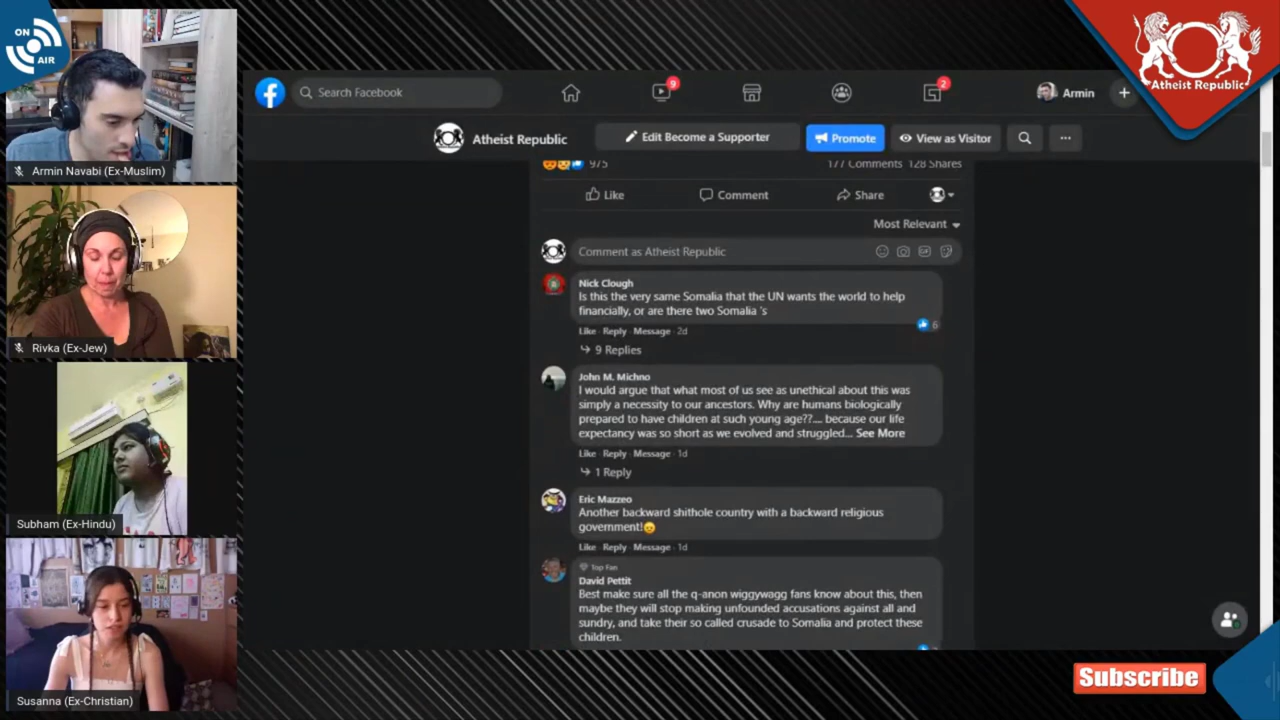 ON
AIR
Armin Navabi (Ex-Muslim)
Rivka (Ex-Jew)
Subham (Ex-Hindu)
Susanna (Ex-Christian)
Search Facebook
9
2
Armin
Atheist Republic
Atheist Republic
Edit Become a Supporter
Promote
View as Visitor
975
177 Comments 128 Shares
Like
Comment
Share
Most Relevant
Comment as Atheist Republic
GIF
Nick Clough
Is this the very same Somalia that the UN wants the world to help
financially, or are there two Somalia 's
6
Like · Reply · Message · 2d
9 Replies
John M. Michno
I would argue that what most of us see as unethical about this was
simply a necessity to our ancestors. Why are humans biologically
prepared to have children at such young age??.... because our life
expectancy was so short as we evolved and struggled... See More
Like · Reply · Message · 1d
1 Reply
Eric Mazzeo
Another backward shithole country with a backward religious
government!
Like · Reply · Message · 1d
Top Fan
David Pettit
Best make sure all the q-anon wiggywagg fans know about this, then
maybe they will stop making unfounded accusations against all and
sundry, and take their so called crusade to Somalia and protect these
children.
Subscribe